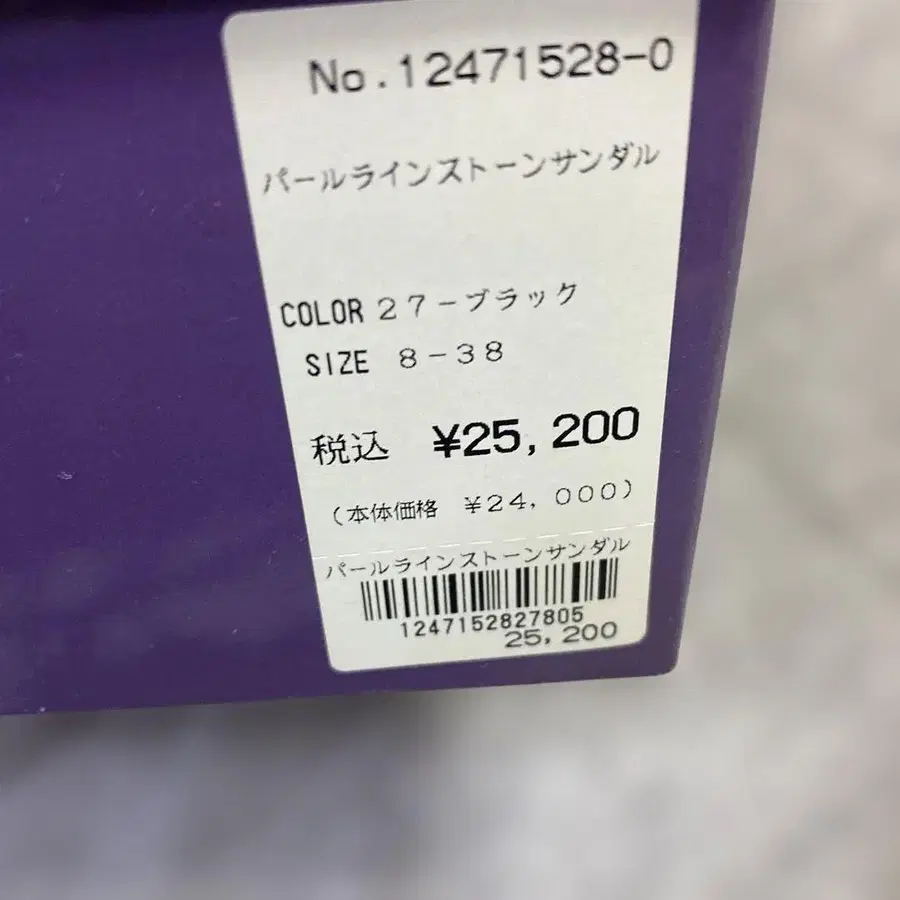 No.12471528-0
パールラインストーンサンダル
COLOR 27-ブラック
SIZE 8-38
税込 ¥25,200
(本体価格 ¥24,000)
パールラインストーンサンダル
1247152827805
25,200